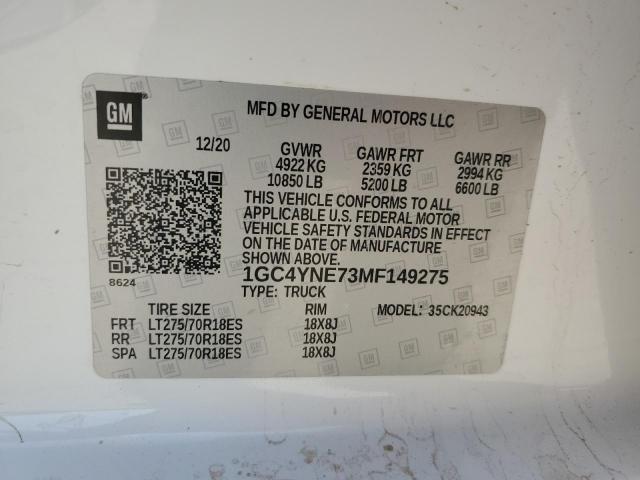 GM
MFD BY GENERAL MOTORS LLC
12/20 GVWR GAWR FRT GAWR RR
4922 KG 2359 KG 2994 KG
10850 LB 5200 LB 6600 LB
THIS VEHICLE CONFORMS TO ALL
APPLICABLE U.S. FEDERAL MOTOR
VEHICLE SAFETY STANDARDS IN EFFECT
ON THE DATE OF MANUFACTURE
SHOWN ABOVE.
8624 1GC4YNE73MF149275
TYPE: TRUCK
TIRE SIZE RIM MODEL: 35CK20943
FRT LT275/70R18ES 18X8J
RR LT275/70R18ES 18X8J
SPA LT275/70R18ES 18X8J